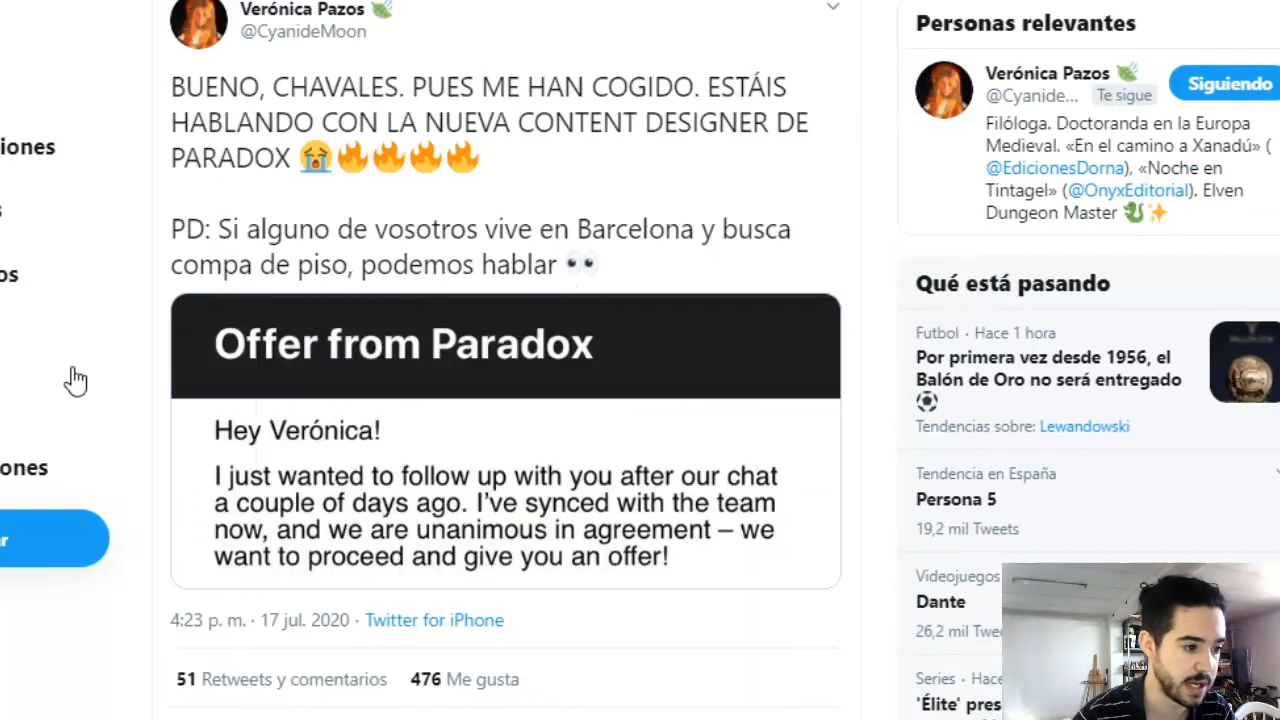 Verónica Pazos
@CyanideMoon
BUENO, CHAVALES. PUES ME HAN COGIDO. ESTÁIS
HABLANDO CON LA NUEVA CONTENT DESIGNER DE
PARADOX 😭🔥🔥🔥🔥
PD: Si alguno de vosotros vive en Barcelona y busca
compa de piso, podemos hablar 👀
Offer from Paradox
Hey Verónica!
I just wanted to follow up with you after our chat
a couple of days ago. I’ve synced with the team
now, and we are unanimous in agreement – we
want to proceed and give you an offer!
4:23 p. m. · 17 jul. 2020 · Twitter for iPhone
51 Retweets y comentarios 476 Me gusta
iones
s
os
ones
r
Personas relevantes
Verónica Pazos
@Cyanide... Te sigue
Siguiendo
Filóloga. Doctoranda en la Europa
Medieval. «En el camino a Xanadú» (
@EdicionesDorna), «Noche en
Tintagel» (@OnyxEditorial). Elven
Dungeon Master 🐉✨
Qué está pasando
Futbol · Hace 1 hora
Por primera vez desde 1956, el
Balón de Oro no será entregado
⚽
Tendencias sobre: Lewandowski
Tendencia en España
Persona 5
19,2 mil Tweets
Videojuegos
Dante
26,2 mil Twee
Series · Hace
'Élite' pres